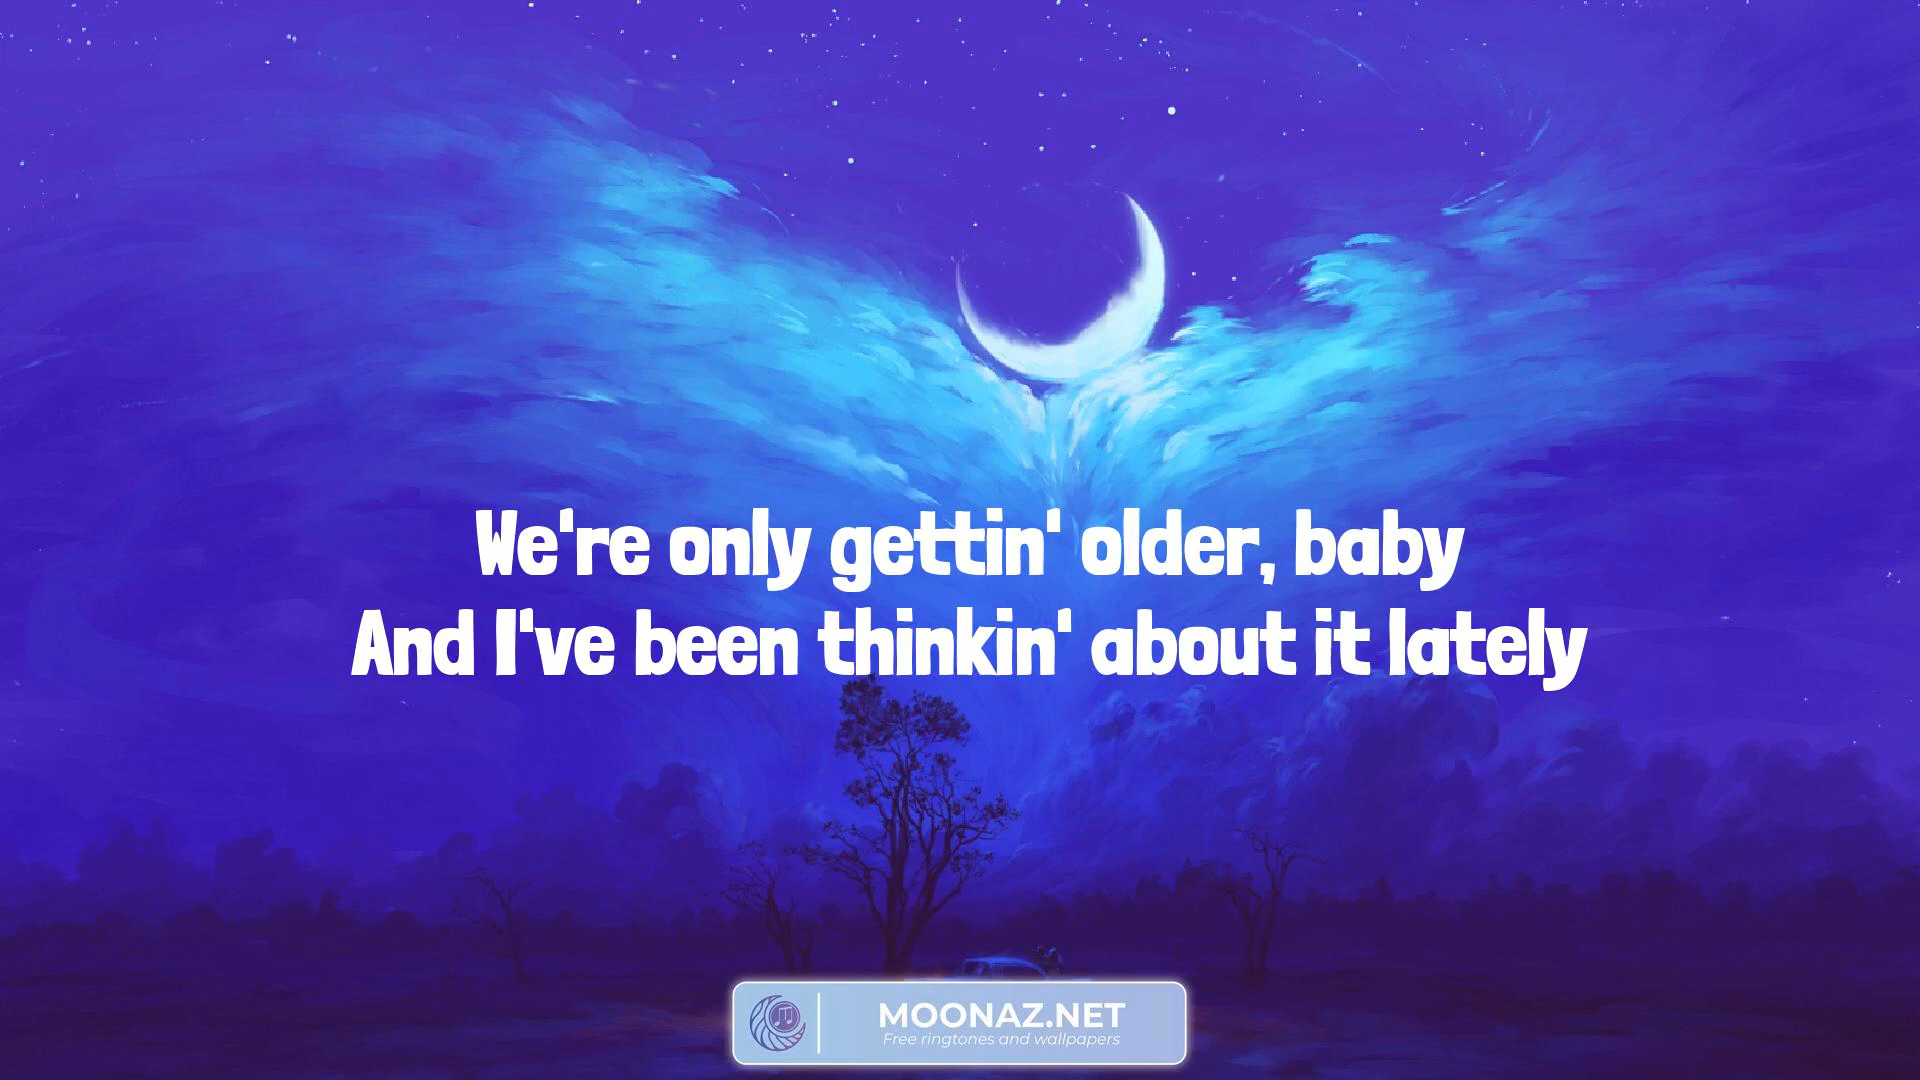 We're only gettin' older, baby
And I've been thinkin' about it lately
MOONAZ.NET
Free ringtones and wallpapers